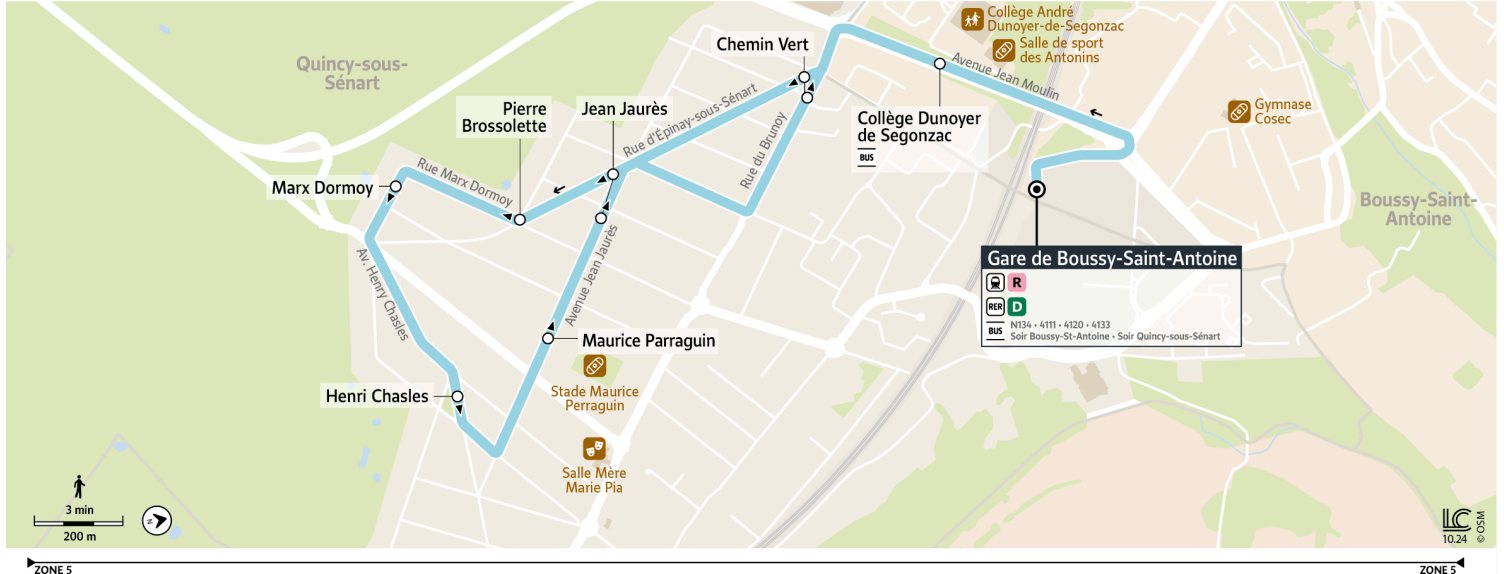 Collège André
Dunoyer-de-Segonzac
Salle de sport
des Antonins
Chemin Vert
Quincy-sous-
Sénart
Avenue Jean Moulin
Pierre
Brossolette
Jean Jaurès
Rue d'Épinay-sous-Sénart
Gymnase
Cosec
Collège Dunoyer
de Segonzac
BUS
Rue du Brunoy
Rue Marx Dormoy
Marx Dormoy
Boussy-Saint-
Antoine
Av. Henry Chasles
Avenue Jean Jaurès
Gare de Boussy-Saint-Antoine
R
RER D
BUS
N134 • 4111 • 4120 • 4133
Soir Boussy-St-Antoine • Soir Quincy-sous-Sénart
Maurice Parraguin
Stade Maurice
Perraguin
Henri Chasles
Salle Mère
Marie Pia
3 min
200 m
N
LC
10.24
© OSM
ZONE 5
ZONE 5